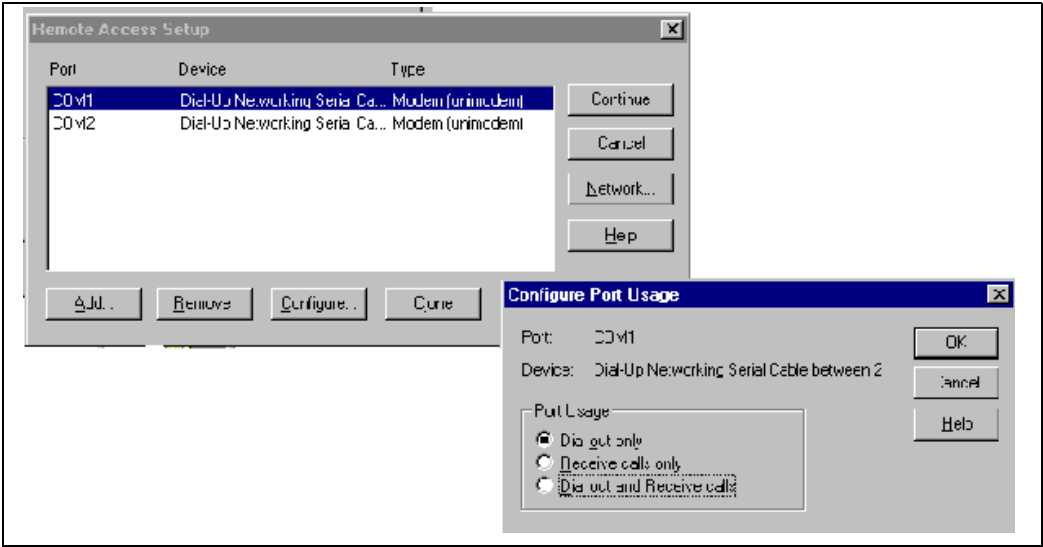 Remote Access Setup
Port Device Type
COM1 Dial-Up Networking Serial Ca... Modem (unimodem)
COM2 Dial-Up Networking Serial Ca... Modem (unimodem)
Continue
Cancel
Network...
Help
Add... Remove Configure... Clone
Configure Port Usage
Port: COM1
Device: Dial-Up Networking Serial Cable between 2
Port Usage
Dial out only
Receive calls only
Dial out and Receive calls
OK
Cancel
Help